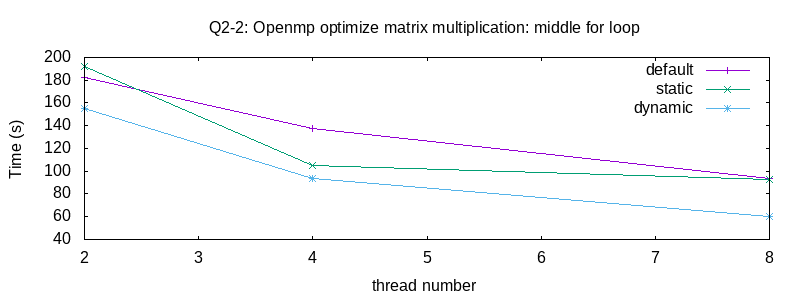 Q2-2: Openmp optimize matrix multiplication: middle for loop
200
180
160
140
120
100
80
60
40
Time (s)
default
static
dynamic
2 3 4 5 6 7 8
thread number